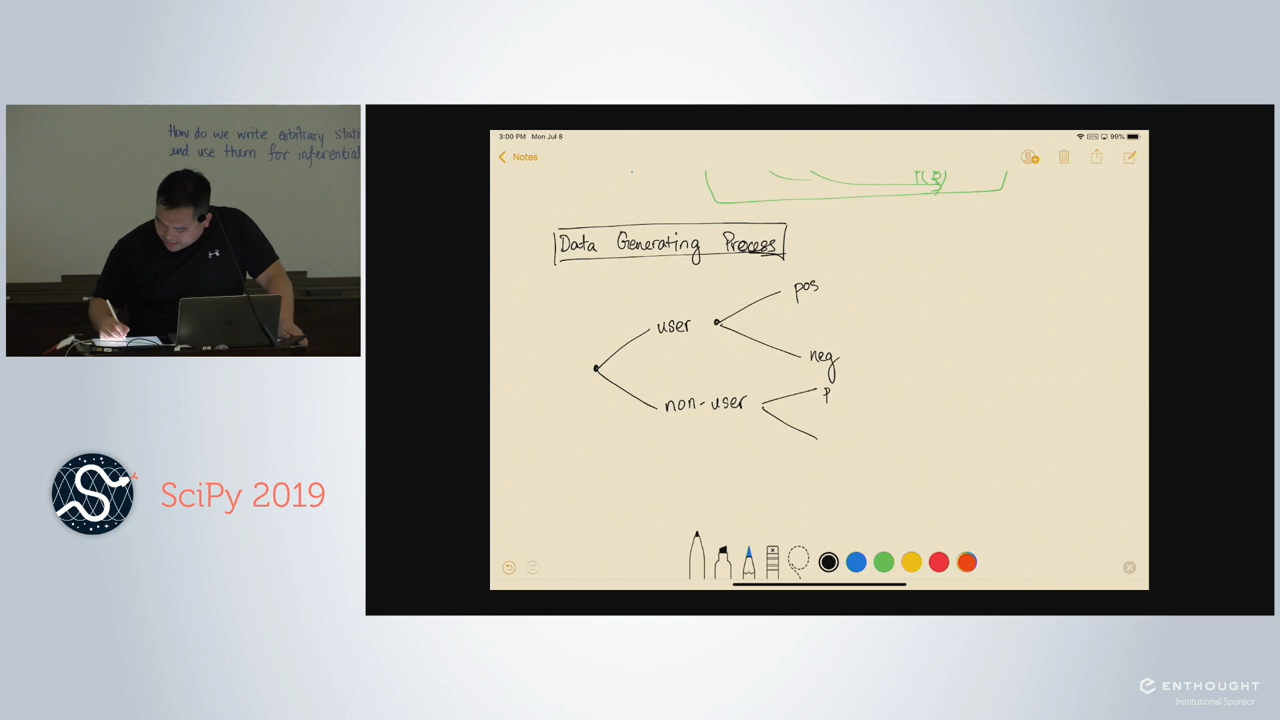 How do we write arbitrary stati
and use them for inferential
3:00 PM Mon Jul 8
99%
Notes
Data Generating Process
pos
user
neg
non-user
p
SciPy 2019
ENTHOUGHT
Institutional Sponsor